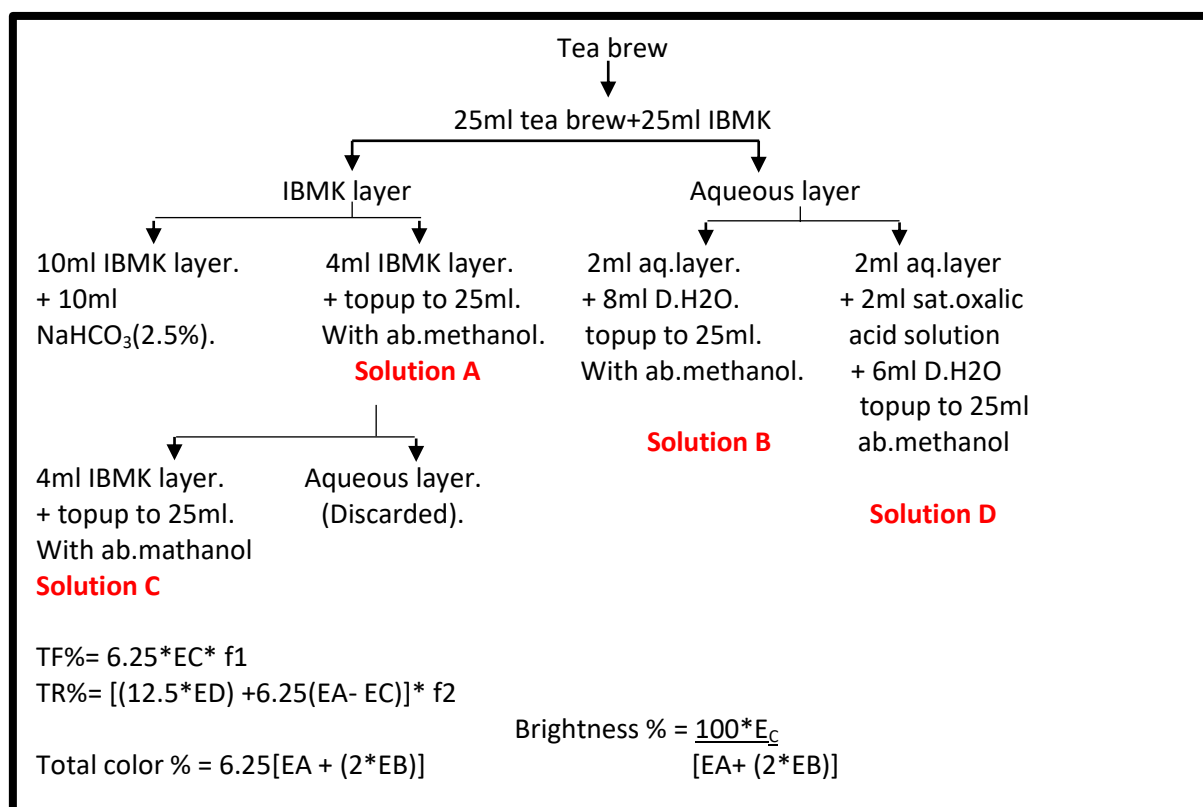 Tea brew
25ml tea brew+25ml IBMK
IBMK layer
Aqueous layer
10ml IBMK layer.
+ 10ml
NaHCO₃(2.5%).
4ml IBMK layer.
+ topup to 25ml.
With ab.methanol.
Solution A
2ml aq.layer.
+ 8ml D.H2O.
topup to 25ml.
With ab.methanol.
Solution B
2ml aq.layer
+ 2ml sat.oxalic
acid solution
+ 6ml D.H2O
topup to 25ml
ab.methanol
Solution D
4ml IBMK layer.
+ topup to 25ml.
With ab.mathanol
Solution C
Aqueous layer.
(Discarded).
TF%= 6.25*EC* f1
TR%= [(12.5*ED) +6.25(EA- EC)]* f2
Brightness % = 100*E_C
[EA+ (2*EB)]
Total color % = 6.25[EA + (2*EB)]